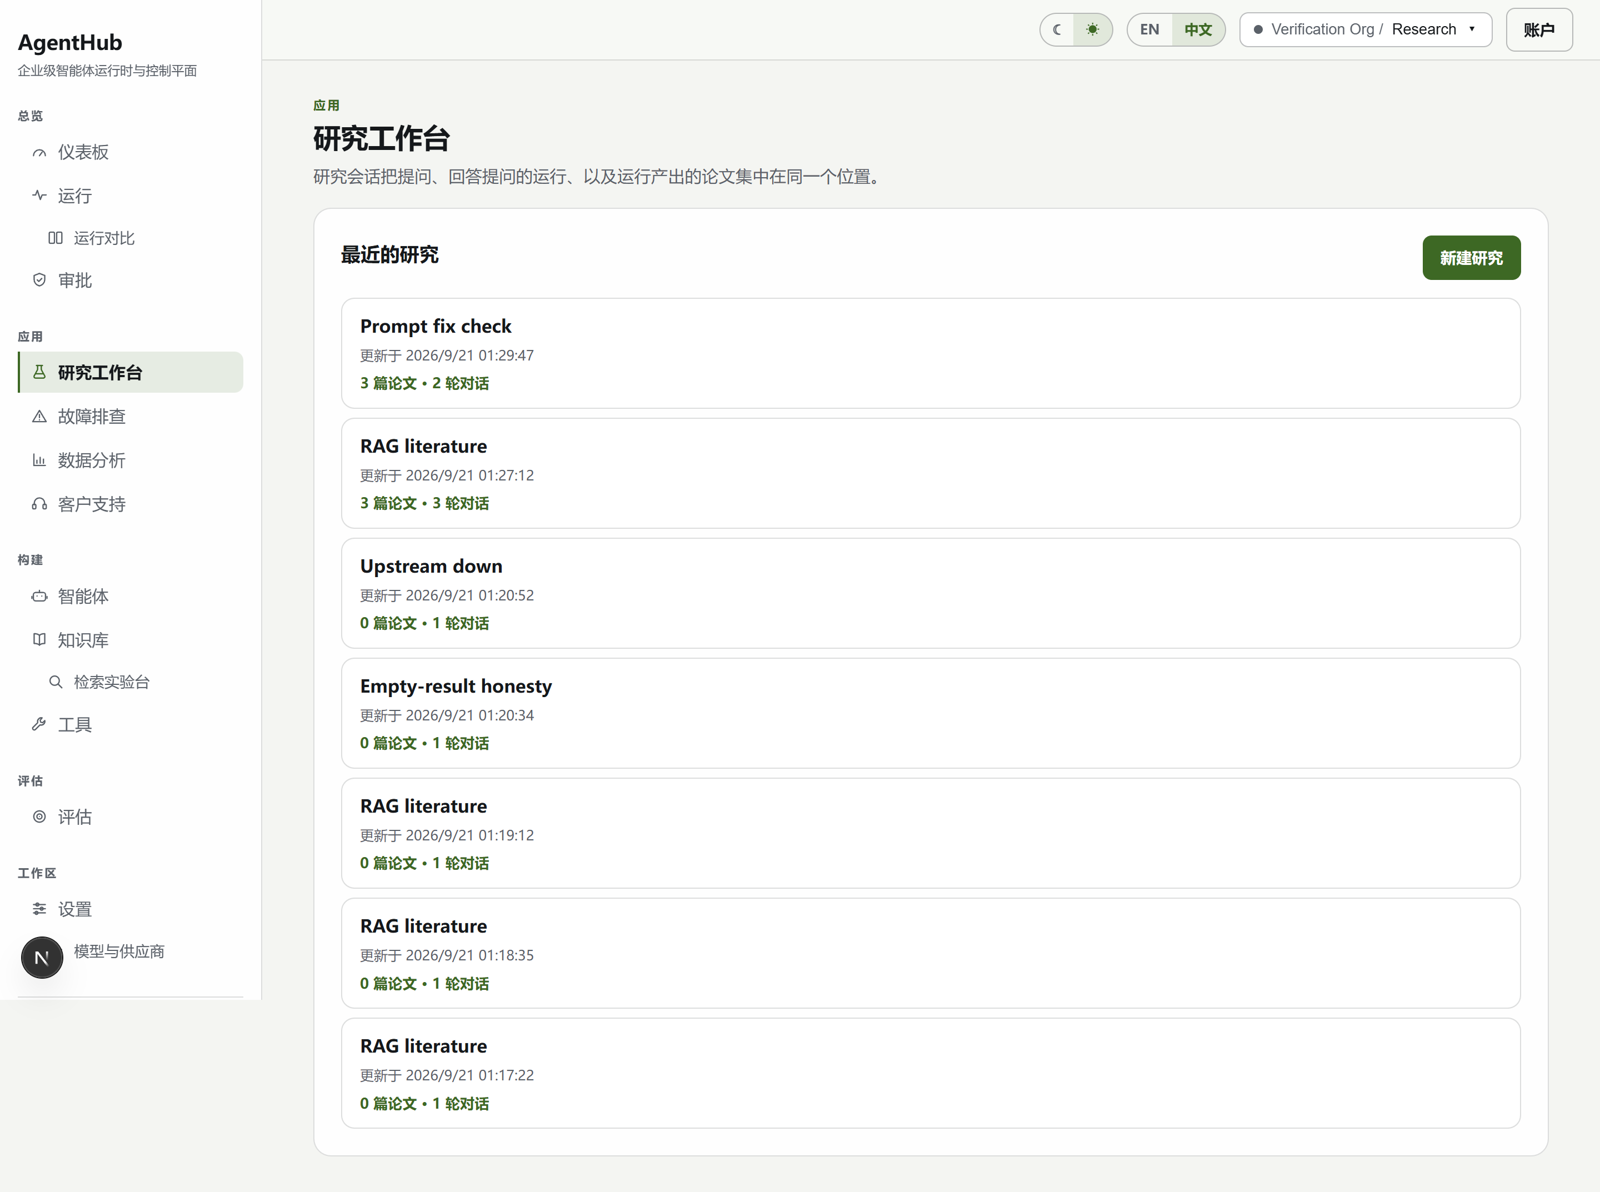 AgentHub
企业级智能体运行时与控制平面
总览
仪表板
运行
运行对比
审批
应用
研究工作台
故障排查
数据分析
客户支持
构建
智能体
知识库
检索实验台
工具
评估
评估
工作区
设置
模型与供应商
N
EN
中文
Verification Org / Research
账户
应用
研究工作台
研究会话把提问、回答提问的运行、以及运行产出的论文集中在同一个位置。
最近的研究
新建研究
Prompt fix check
更新于 2026/9/21 01:29:47
3 篇论文 • 2 轮对话
RAG literature
更新于 2026/9/21 01:27:12
3 篇论文 • 3 轮对话
Upstream down
更新于 2026/9/21 01:20:52
0 篇论文 • 1 轮对话
Empty-result honesty
更新于 2026/9/21 01:20:34
0 篇论文 • 1 轮对话
RAG literature
更新于 2026/9/21 01:19:12
0 篇论文 • 1 轮对话
RAG literature
更新于 2026/9/21 01:18:35
0 篇论文 • 1 轮对话
RAG literature
更新于 2026/9/21 01:17:22
0 篇论文 • 1 轮对话